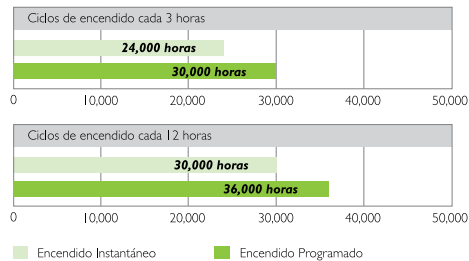 Ciclos de encendido cada 3 horas
24,000 horas
30,000 horas
0 10,000 20,000 30,000 40,000 50,000
Ciclos de encendido cada 12 horas
30,000 horas
36,000 horas
0 10,000 20,000 30,000 40,000 50,000
Encendido Instantáneo Encendido Programado